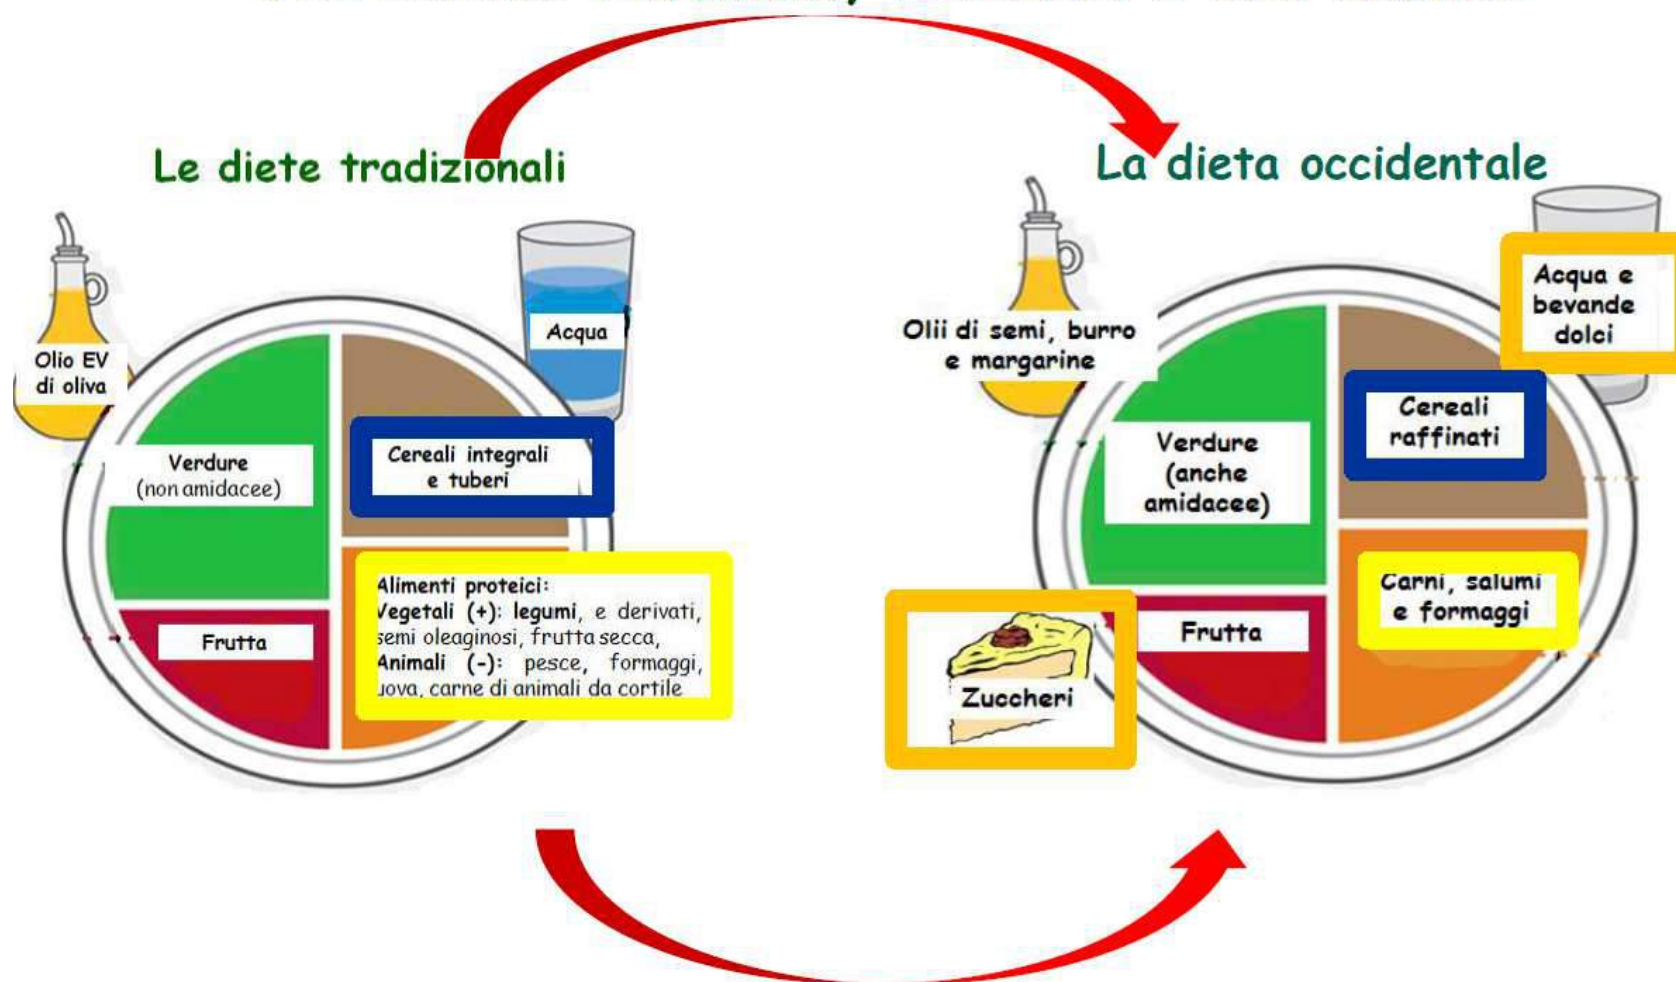 Le diete tradizionali
Olio EV
di oliva
Acqua
Verdure
(non amidacee)
Cereali integrali
e tuberi
Frutta
Alimenti proteici:
Vegetali (+): legumi, e derivati,
semi oleaginosi, frutta secca,
Animali (-): pesce, formaggi,
uova, carne di animali da cortile
La dieta occidentale
Olii di semi, burro
e margarine
Acqua e
bevande
dolci
Verdure
(anche
amidacee)
Cereali
raffinati
Zuccheri
Frutta
Carni, salumi
e formaggi